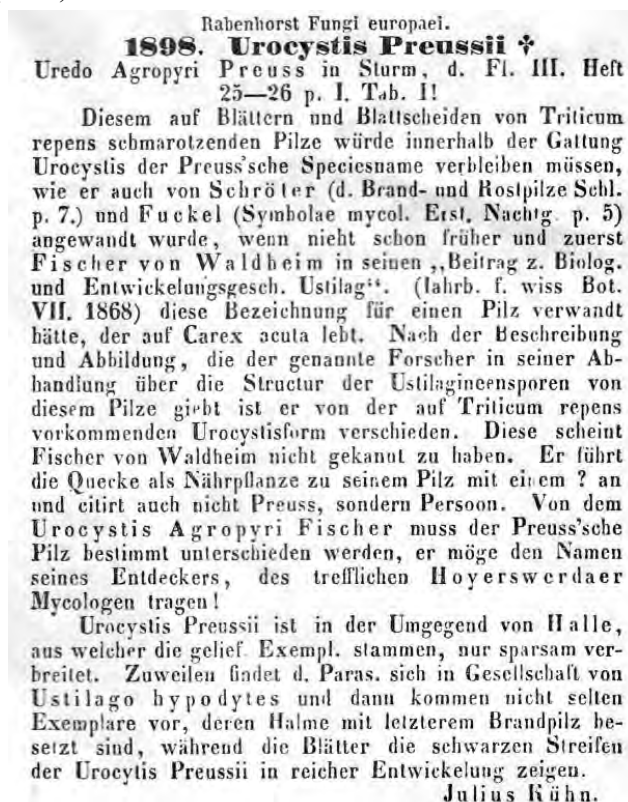 Rabenhorst Fungi europaei.
1898. Urocystis Preussii †
Uredo Agropyri Preuss in Sturm, d. Fl. III. Heft
25—26 p. I. Tab. I!
Diesem auf Blättern und Blattscheiden von Triticum
repens schmarotzenden Pilze würde innerhalb der Gattung
Urocystis der Preuss'sche Speciesname verbleiben müssen,
wie er auch von Schröter (d. Brand- und Rostpilze Schl.
p. 7.) und Fuckel (Symbolae mycol. Erst. Nachtg. p. 5)
angewandt wurde, wenn nieht schon früher und zuerst
Fischer von Waldheim in seinen „Beitrag z. Biolog.
und Entwickelungsgesch. Ustilag“. (Iahrb. f. wiss Bot.
VII. 1868) diese Bezeichnung für einen Pilz verwandt
hätte, der auf Carex acuta lebt. Nach der Beschreibung
und Abbildung, die der genannte Forscher in seiner Ab-
handlung über die Structur der Ustilagineensporen von
diesem Pilze giebt ist er von der auf Triticum repens
vorkommenden Urocystisform verschieden. Diese scheint
Fischer von Waldheim nicht gekannt zu haben. Er führt
die Quecke als Nährpflanze zu seinem Pilz mit einem ? an
und citirt auch nicht Preuss, sondern Persoon. Von dem
Urocystis Agropyri Fischer muss der Preuss'sche
Pilz bestimmt unterschieden werden, er möge den Namen
seines Entdeckers, des trefflichen Hoyerswerdaer
Mycologen tragen!
Urocystis Preussii ist in der Umgegend von Halle,
aus welcher die gelief. Exempl. stammen, nur sparsam ver-
breitet. Zuweilen findet d. Paras. sich in Gesellschaft von
Ustilago hypodytes und dann kommen nicht selten
Exemplare vor, deren Halme mit letzterem Brandpilz be-
setzt sind, während die Blätter die schwarzen Streifen
der Urocytis Preussii in reicher Entwickelung zeigen.
Julius Kühn.